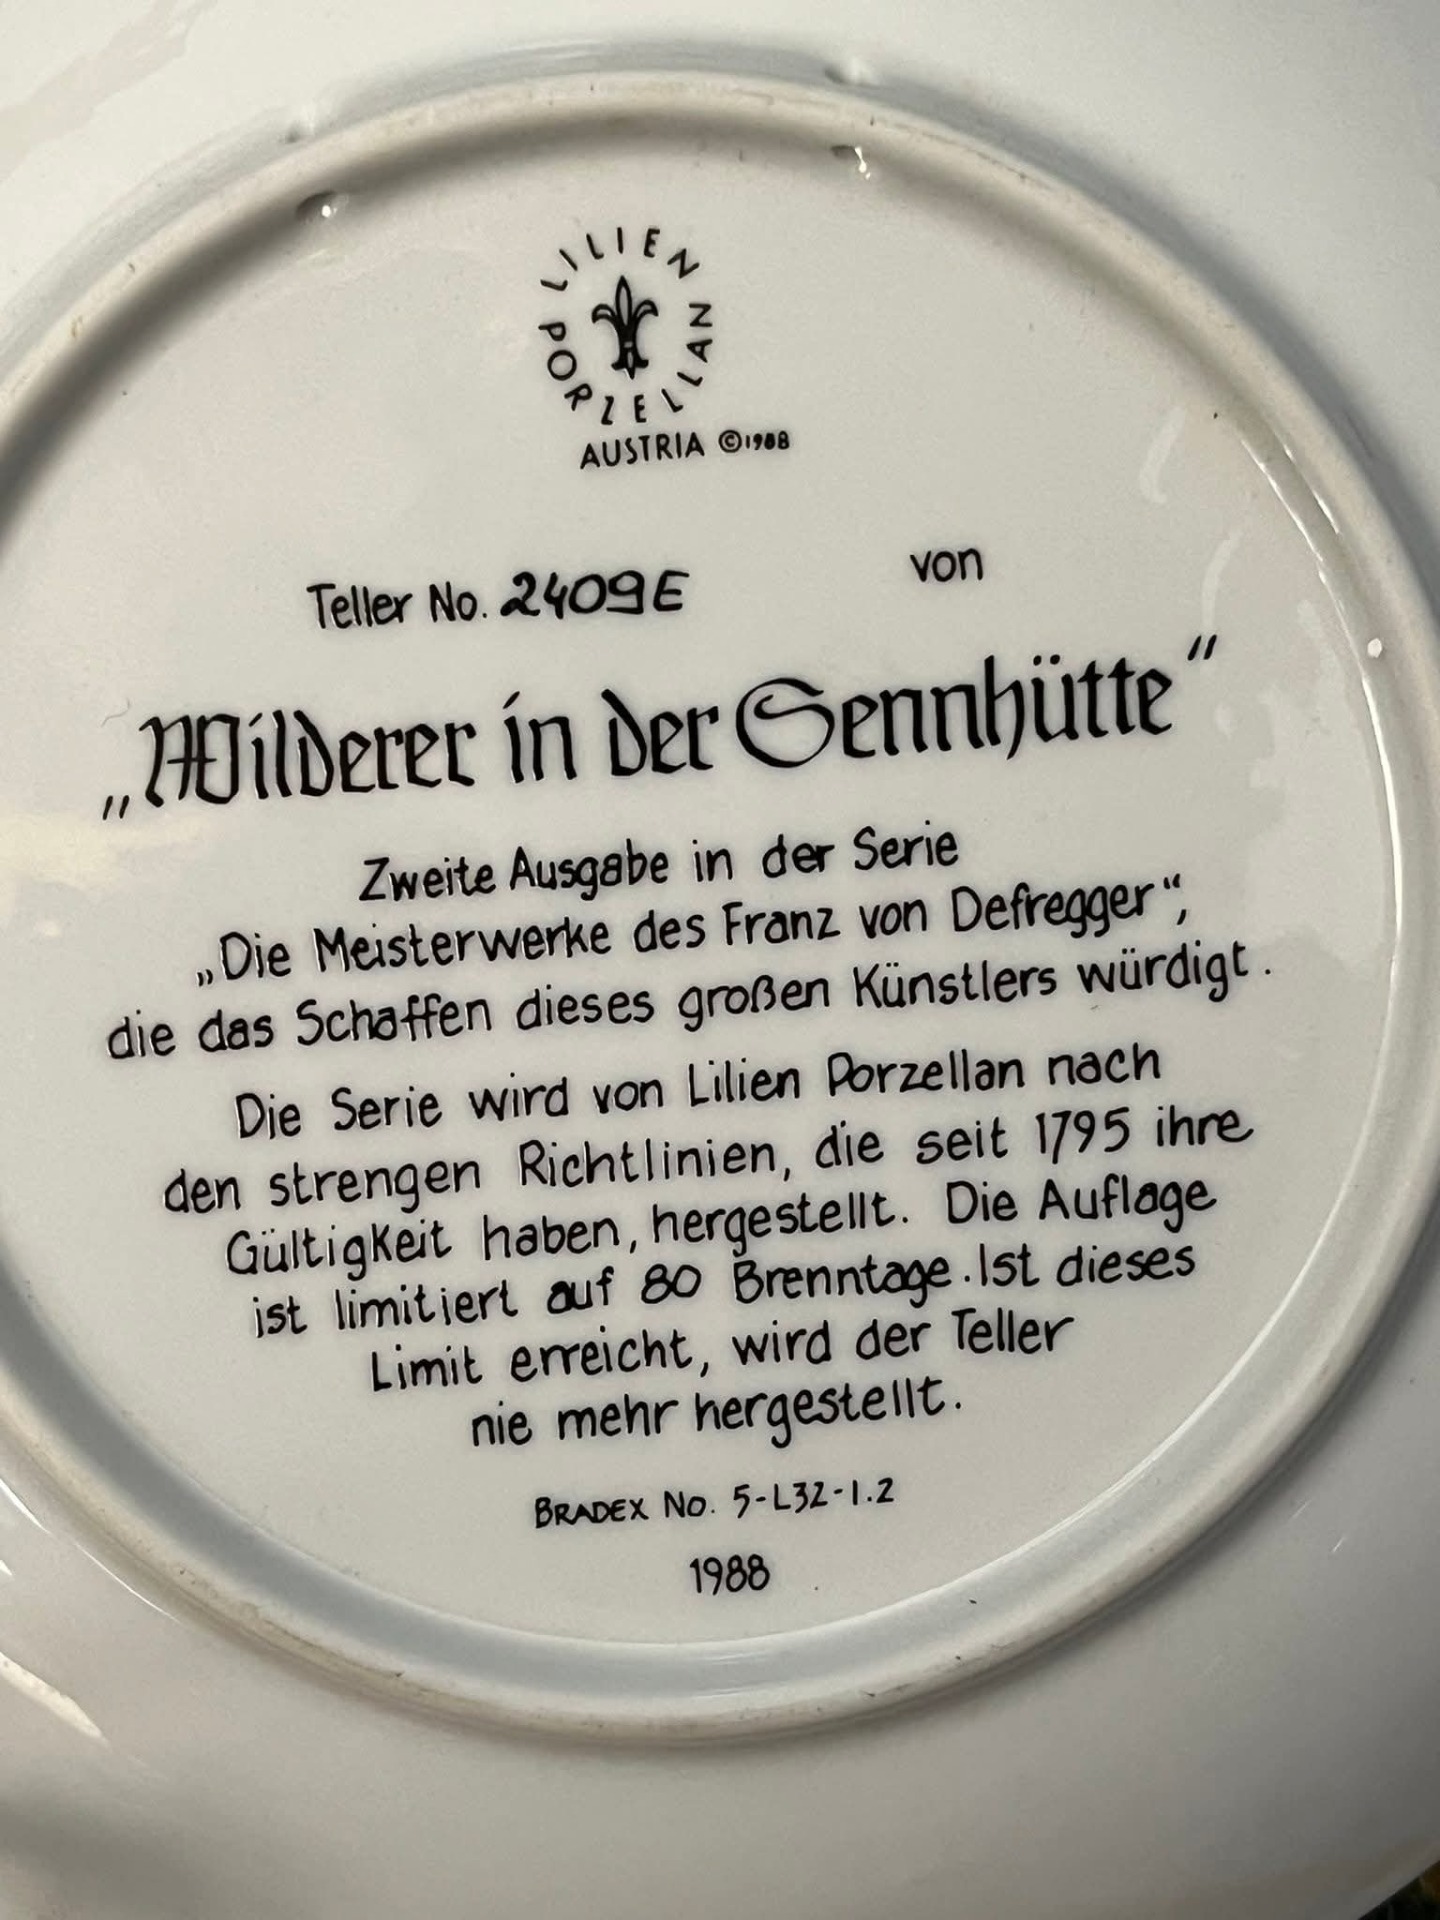 LILIEN
PORZELLAN
AUSTRIA ©1988
Teller No. 2409E von
„Wilderer in der Sennhütte"
Zweite Ausgabe in der Serie
„Die Meisterwerke des Franz von Defregger“,
die das Schaffen dieses großen Künstlers würdigt.
Die Serie wird von Lilien Porzellan nach
den strengen Richtlinien, die seit 1795 ihre
Gültigkeit haben, hergestellt. Die Auflage
ist limitiert auf 80 Brenntage. Ist dieses
Limit erreicht, wird der Teller
nie mehr hergestellt.
BRADEX No. 5-L32-1.2
1988